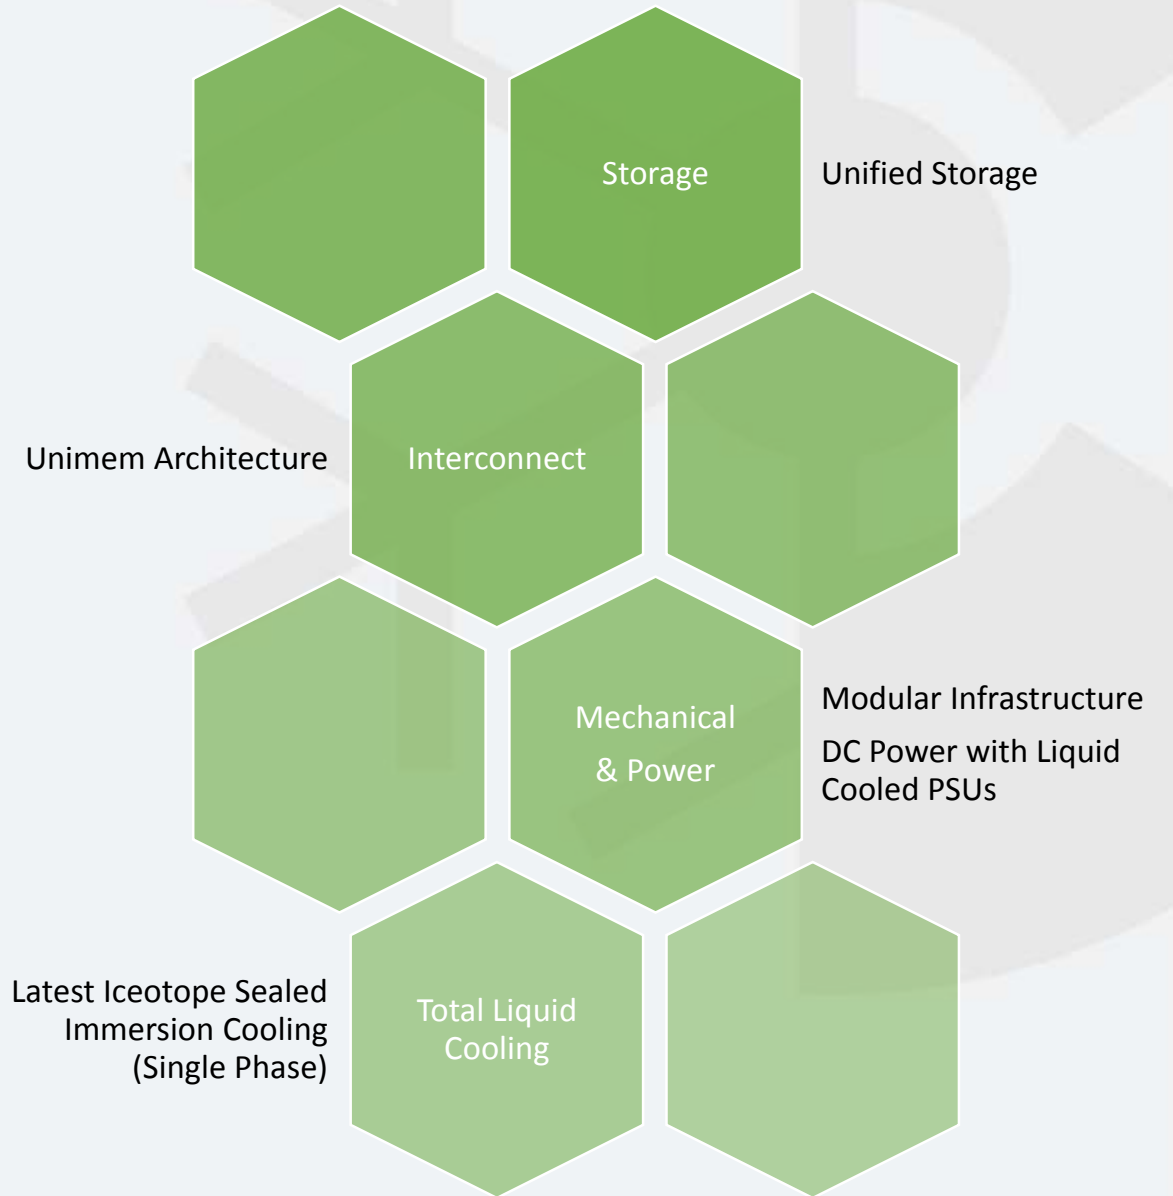 Storage
Unified Storage
Unimem Architecture
Interconnect
Mechanical
& Power
Modular Infrastructure
DC Power with Liquid
Cooled PSUs
Latest Iceotope Sealed
Immersion Cooling
(Single Phase)
Total Liquid
Cooling